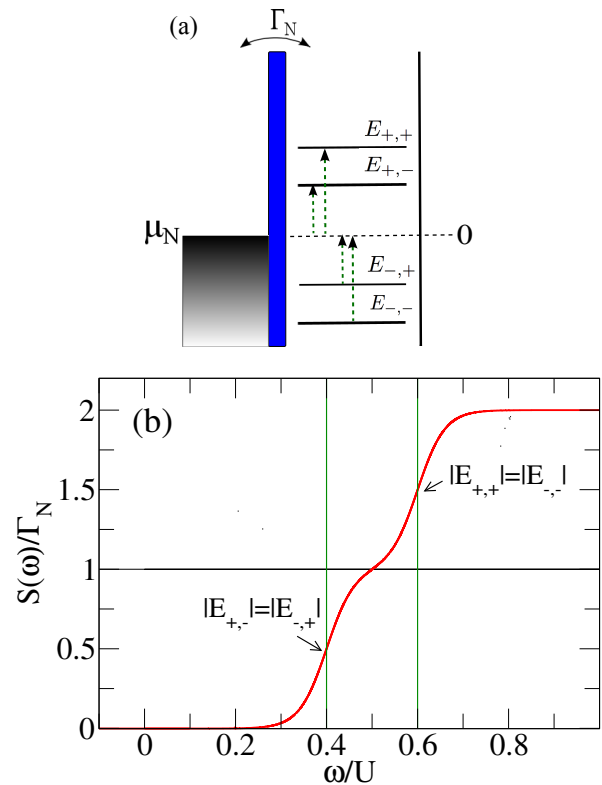 (a)
Γ_N
E_{+,+}
E_{+,-}
μ_N
0
E_{-,+}
E_{-,-}
(b)
S(ω)/Γ_N
2
1.5
1
0.5
0
|E_{+,+}|=|E_{-,-}|
|E_{+,-}|=|E_{-,+}|
0 0.2 0.4 0.6 0.8
ω/U